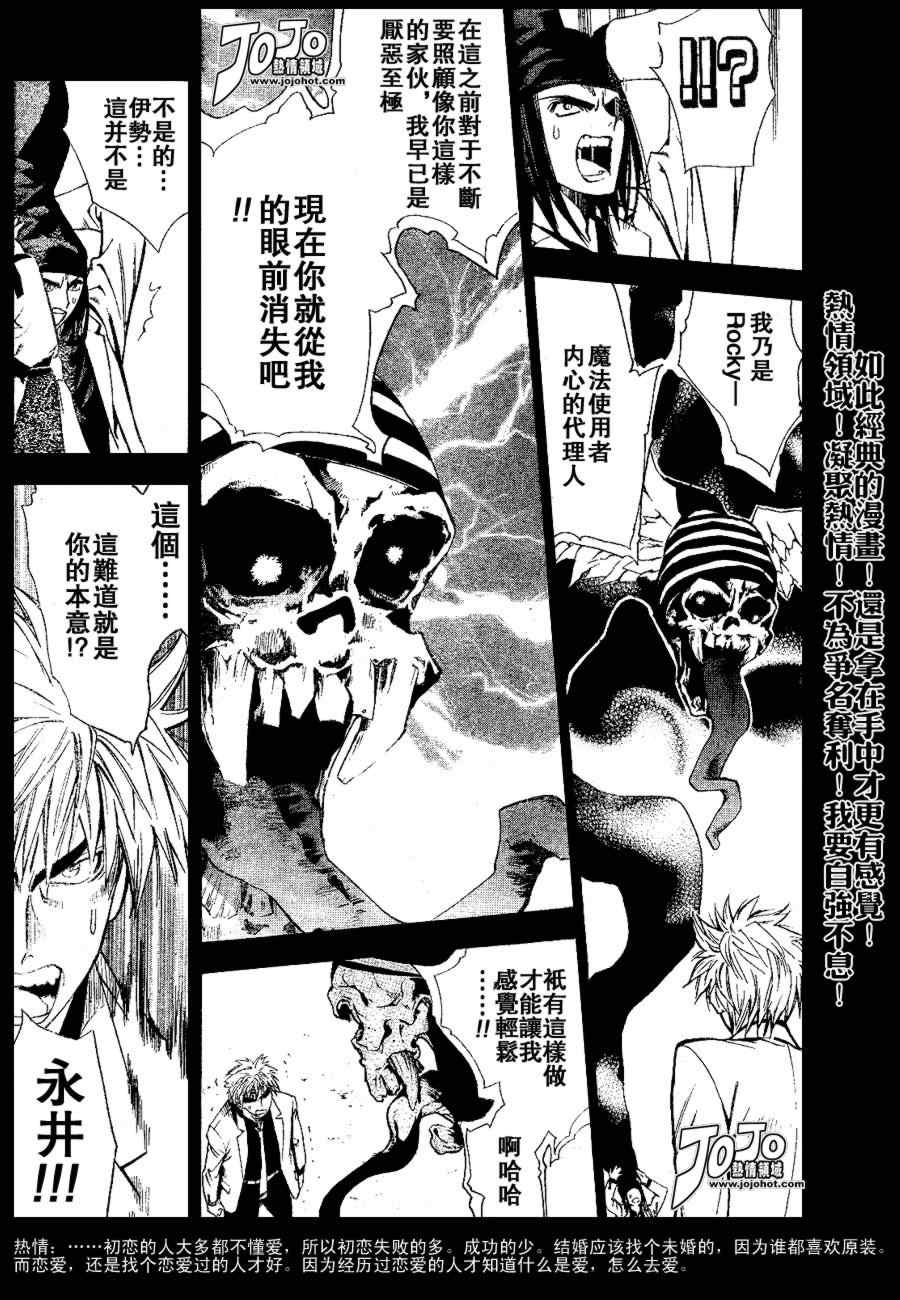 !!?
我乃是
Rocky—
魔法使用者
内心的代理人
在這之前對于不斷
要照顧像你這樣
的家伙，我早已是
厭惡至極
現在你就從我
的眼前消失吧
!!
衹有這樣做
才能讓我
感覺輕鬆
……!!
啊哈哈
不是的…
伊勢…
這并不是
這個……
這難道就是
你的本意!?
永井
!!!
JOJO
熱情領域
www.jojohot.com
JOJO
熱情領域
www.jojohot.com
如此經典的漫畫！還是拿在手中才更有感覺！
熱情領域！凝聚熱情！不為爭名奪利！我要自強不息！
热情：……初恋的人大多都不懂爱，所以初恋失败的多。成功的少。结婚应该找个未婚的，因为谁都喜欢原装。
而恋爱，还是找个恋爱过的人才好。因为经历过恋爱的人才知道什么是爱，怎么去爱。